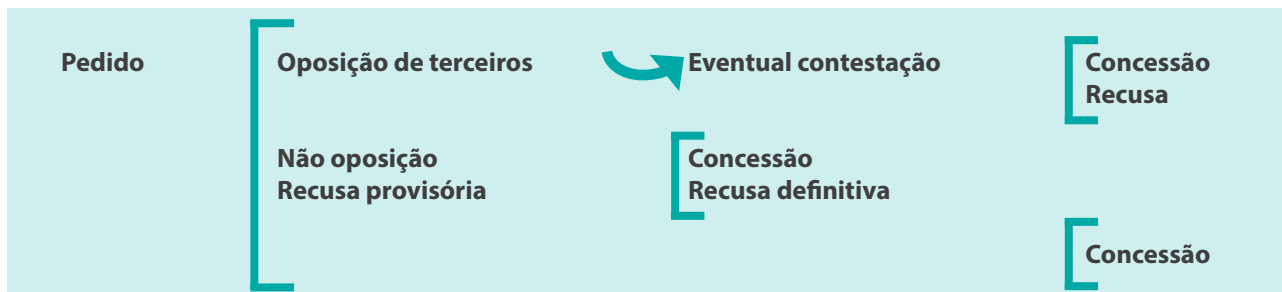 Pedido
Oposição de terceiros
Eventual contestação
Concessão
Recusa
Não oposição
Recusa provisória
Concessão
Recusa definitiva
Concessão